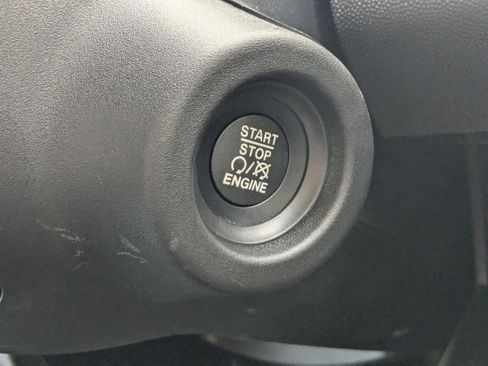 START
STOP
/
ENGINE